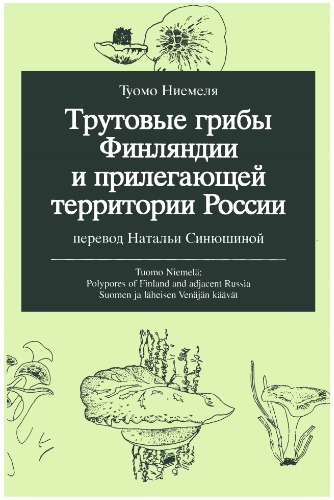 Туомо Ниемеля
Трутовые грибы
Финляндии
и прилегающей
территории России
перевод Натальи Синюшиной
Tuomo Niemelä:
Polypores of Finland and adjacent Russia
Suomen ja läheisen Venäjän käävät